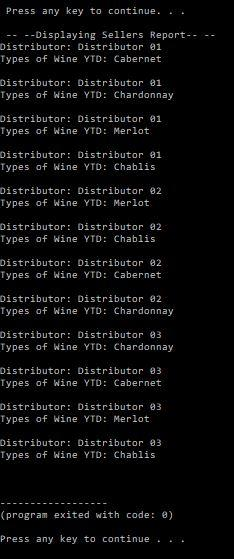 Press any key to continue. . .
-- --Displaying Sellers Report-- --
Distributor: Distributor 01
Types of Wine YTD: Cabernet
Distributor: Distributor 01
Types of Wine YTD: Chardonnay
Distributor: Distributor 01
Types of Wine YTD: Merlot
Distributor: Distributor 01
Types of Wine YTD: Chablis
Distributor: Distributor 02
Types of Wine YTD: Merlot
Distributor: Distributor 02
Types of Wine YTD: Chablis
Distributor: Distributor 02
Types of Wine YTD: Cabernet
Distributor: Distributor 02
Types of Wine YTD: Chardonnay
Distributor: Distributor 03
Types of Wine YTD: Chardonnay
Distributor: Distributor 03
Types of Wine YTD: Cabernet
Distributor: Distributor 03
Types of Wine YTD: Merlot
Distributor: Distributor 03
Types of Wine YTD: Chablis
------------------
(program exited with code: 0)
Press any key to continue . . .